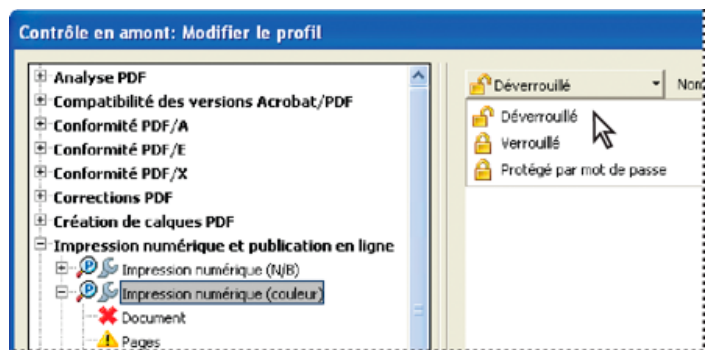 Contrôle en amont: Modifier le profil
Analyse PDF
Compatibilité des versions Acrobat/PDF
Conformité PDF/A
Conformité PDF/E
Conformité PDF/X
Corrections PDF
Création de calques PDF
Impression numérique et publication en ligne
Impression numérique (N/B)
Impression numérique (couleur)
Document
Pages
Déverrouillé
Déverrouillé
Verrouillé
Protégé par mot de passe